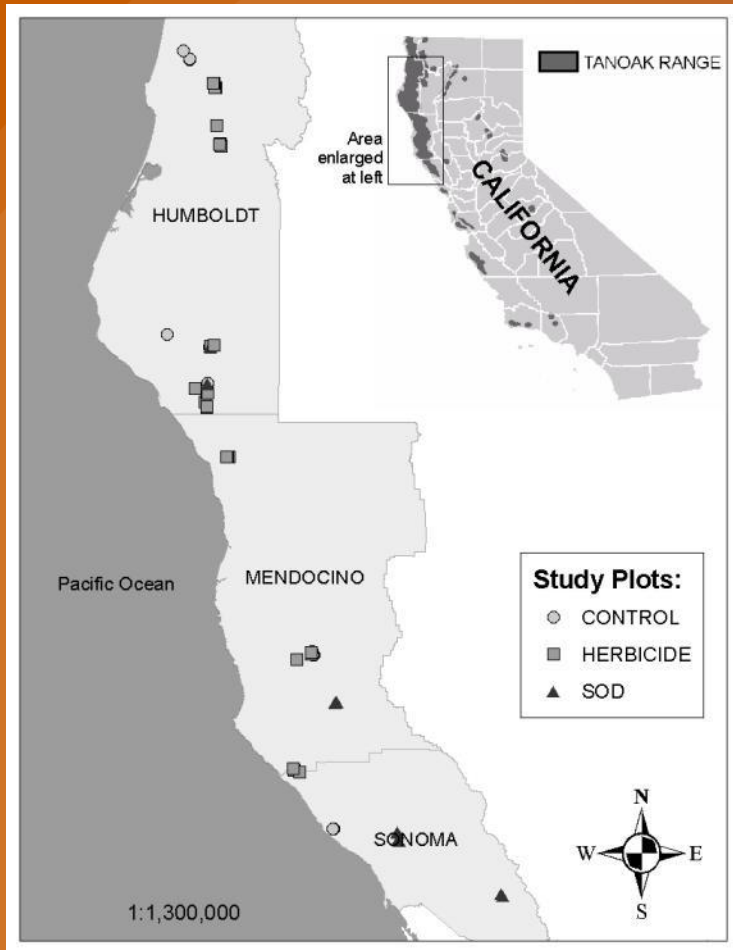 TANOAK RANGE
Area
enlarged
at left
CALIFORNIA
HUMBOLDT
Pacific Ocean
MENDOCINO
Study Plots:
CONTROL
HERBICIDE
SOD
SONOMA
N
W
E
S
1:1,300,000